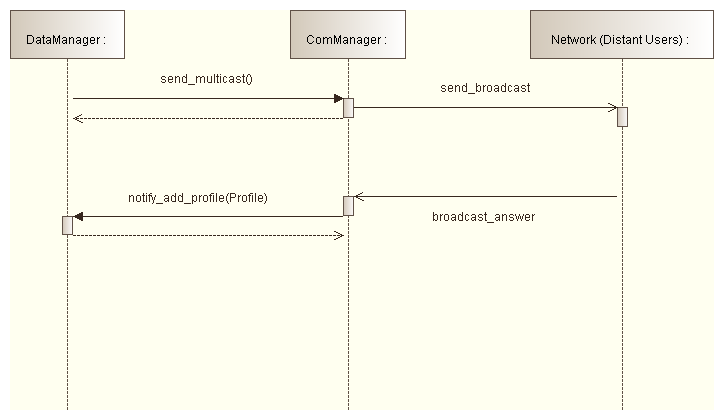 DataManager :
ComManager :
Network (Distant Users) :
send_multicast()
send_broadcast
notify_add_profile(Profile)
broadcast_answer